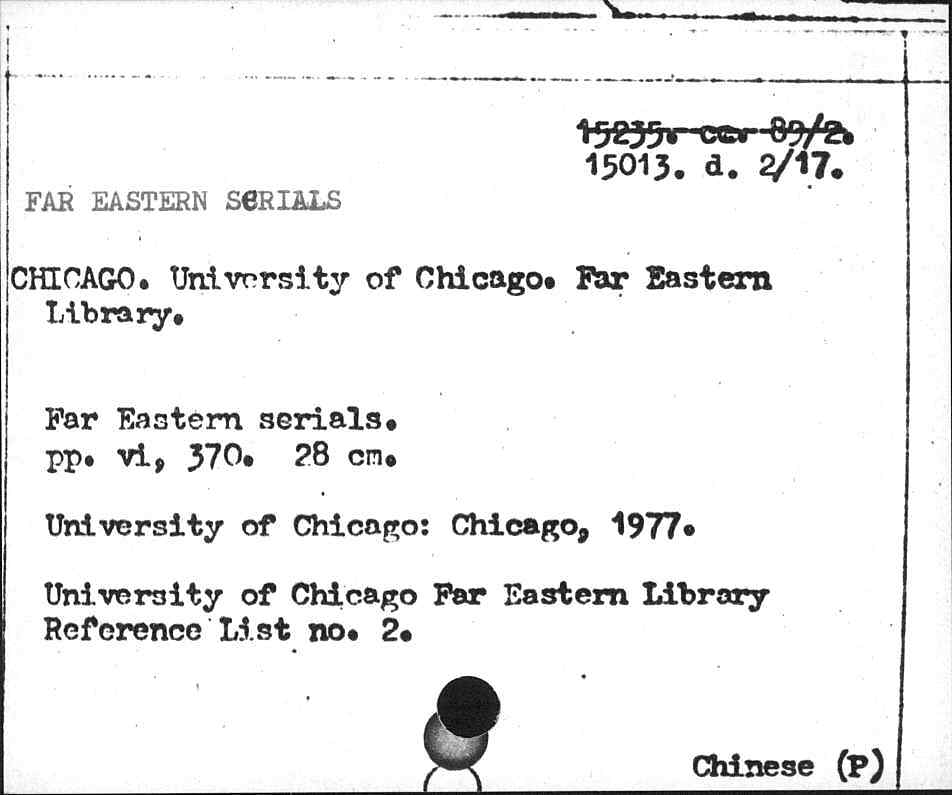 15235. cc. 89/2.
15013. d. 2/17.
FAR EASTERN SeRIALS
CHICAGO. University of Chicago. Far Eastern
Library.
Far Eastern serials.
pp. vi, 370. 28 cm.
University of Chicago: Chicago, 1977.
University of Chicago Far Eastern Library
Reference List no. 2.
Chinese (P)